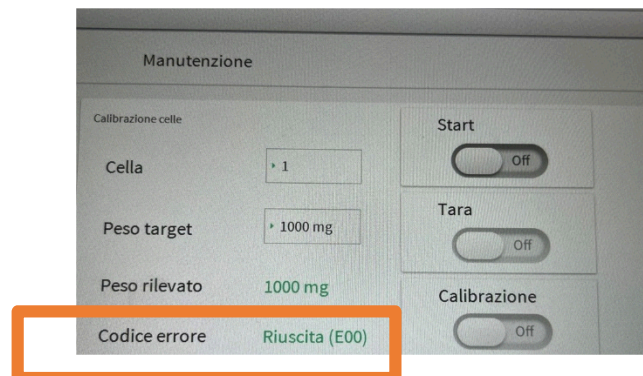 Manutenzione
Calibrazione celle
Cella 1
Peso target 1000 mg
Peso rilevato 1000 mg
Codice errore Riuscita (E00)
Start
Off
Tara
Off
Calibrazione
Off